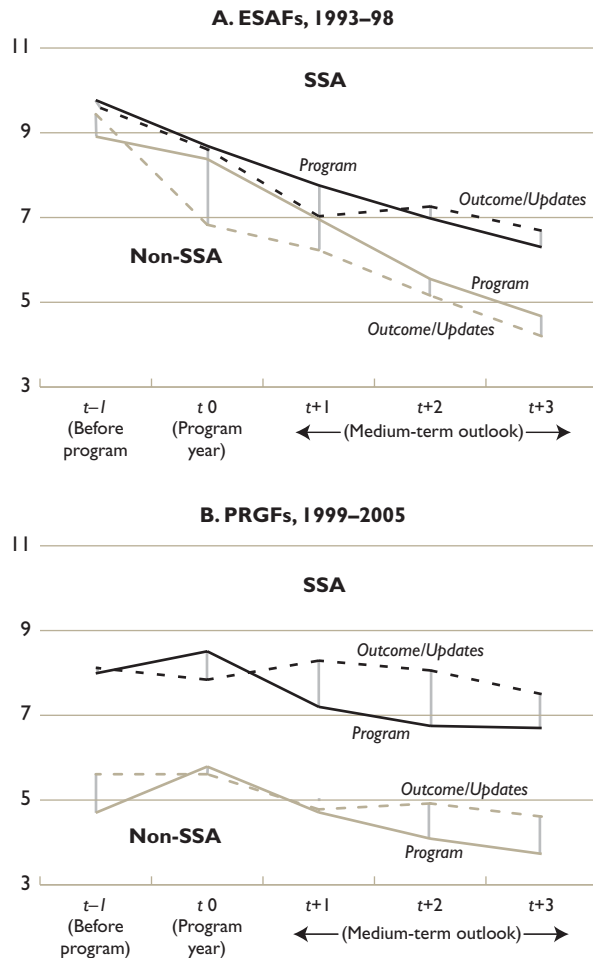 A. ESAFs, 1993–98
11
SSA
9
Program
Outcome/Updates
7
Non-SSA
Program
5
Outcome/Updates
3
t–1 t 0 t+1 t+2 t+3
(Before (Program (Medium-term outlook)
program year)
B. PRGFs, 1999–2005
11
SSA
9
Outcome/Updates
7
Program
Outcome/Updates
5
Non-SSA
Program
3
t–1 t 0 t+1 t+2 t+3
(Before (Program (Medium-term outlook)
program) year)